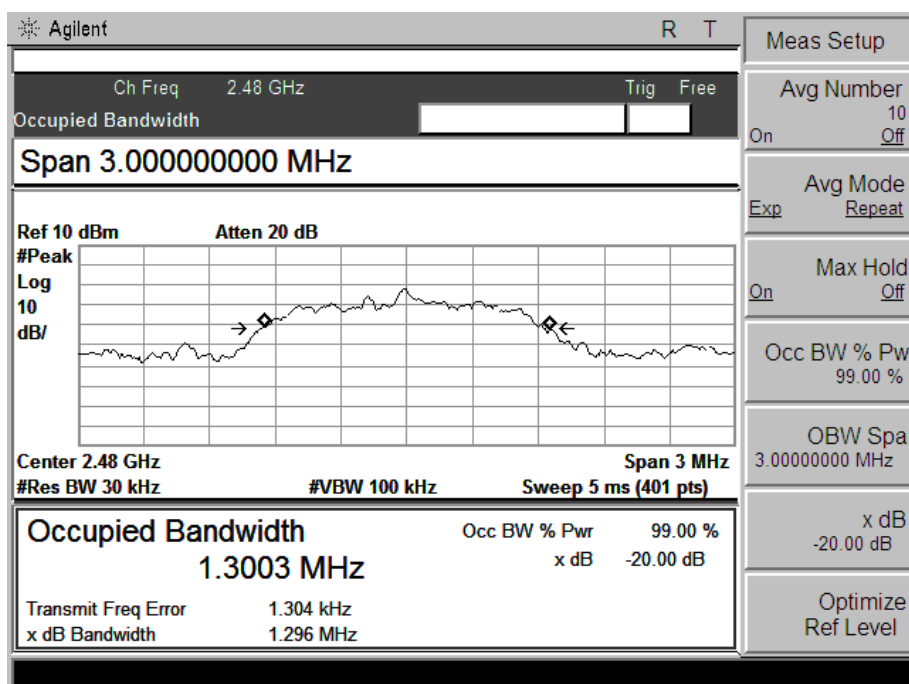 Agilent R T
Ch Freq 2.48 GHz Trig Free
Occupied Bandwidth
Span 3.000000000 MHz
Ref 10 dBm Atten 20 dB
#Peak
Log
10
dB/
Center 2.48 GHz Span 3 MHz
#Res BW 30 kHz #VBW 100 kHz Sweep 5 ms (401 pts)
Occupied Bandwidth
1.3003 MHz
Occ BW % Pwr 99.00 %
x dB -20.00 dB
Transmit Freq Error 1.304 kHz
x dB Bandwidth 1.296 MHz
Meas Setup
Avg Number
10
On Off
Avg Mode
Exp Repeat
Max Hold
On Off
Occ BW % Pw
99.00 %
OBW Spa
3.00000000 MHz
x dB
-20.00 dB
Optimize
Ref Level